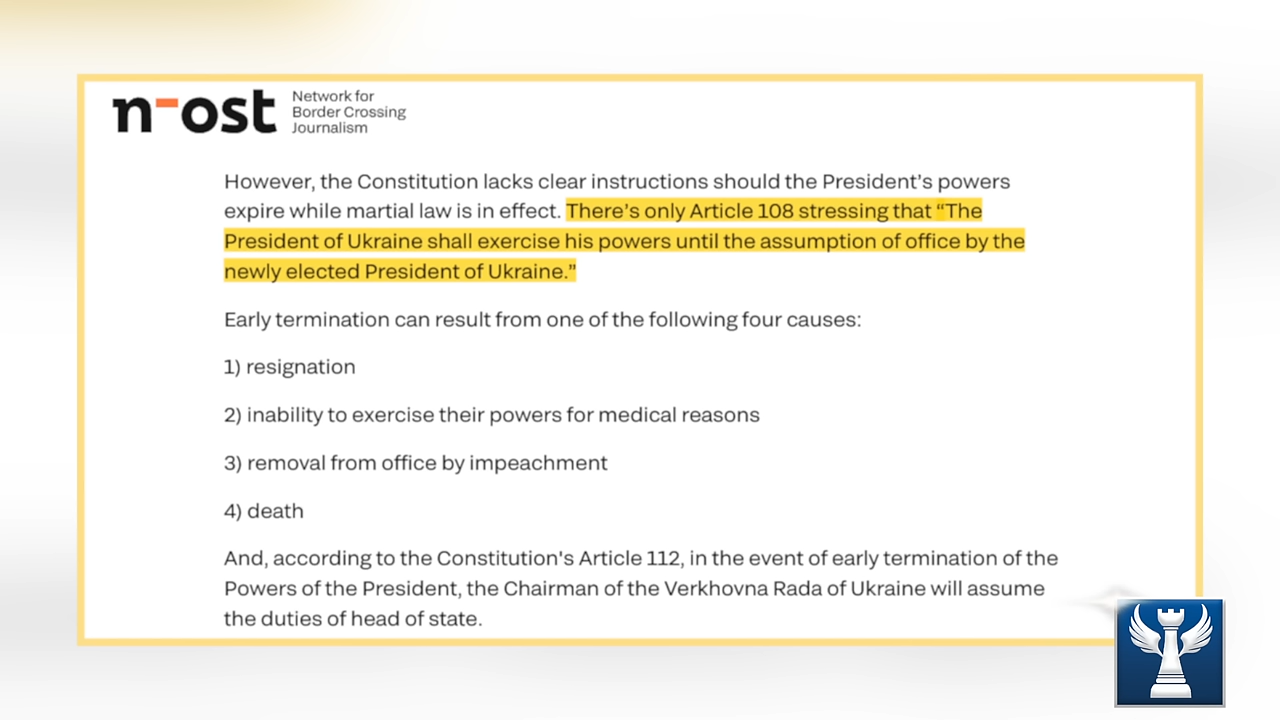 n-ost
Network for
Border Crossing
Journalism
However, the Constitution lacks clear instructions should the President's powers
expire while martial law is in effect. There's only Article 108 stressing that “The
President of Ukraine shall exercise his powers until the assumption of office by the
newly elected President of Ukraine.”
Early termination can result from one of the following four causes:
1) resignation
2) inability to exercise their powers for medical reasons
3) removal from office by impeachment
4) death
And, according to the Constitution's Article 112, in the event of early termination of the
Powers of the President, the Chairman of the Verkhovna Rada of Ukraine will assume
the duties of head of state.